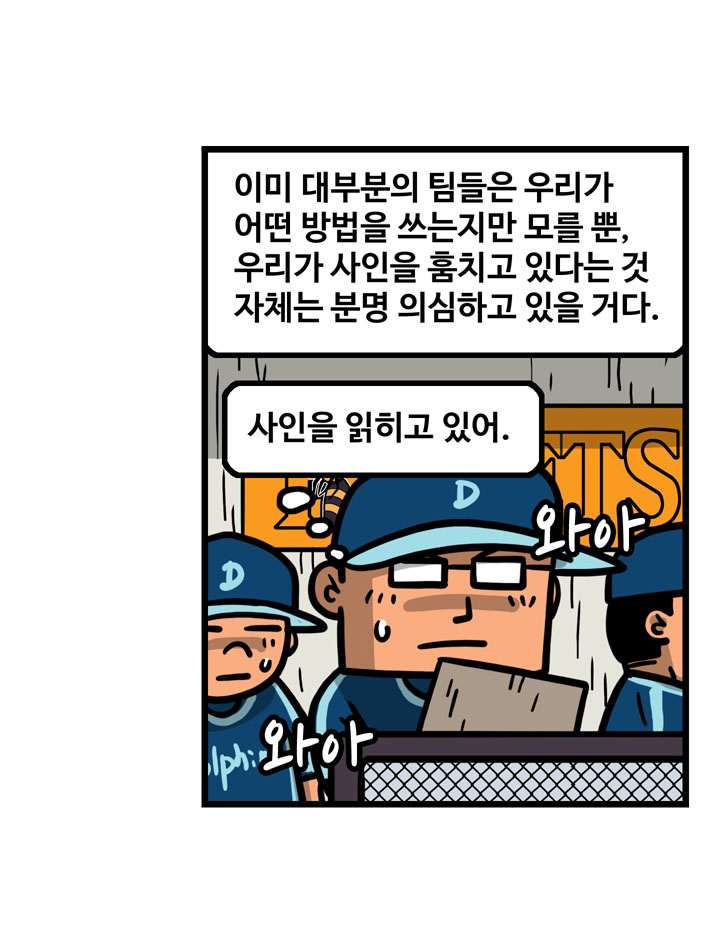 이미 대부분의 팀들은 우리가
어떤 방법을 쓰는지만 모를 뿐,
우리가 사인을 훔치고 있다는 것
자체는 분명 의심하고 있을 거다.
사인을 읽히고 있어.
TS
D
와아
D
와아
olphi